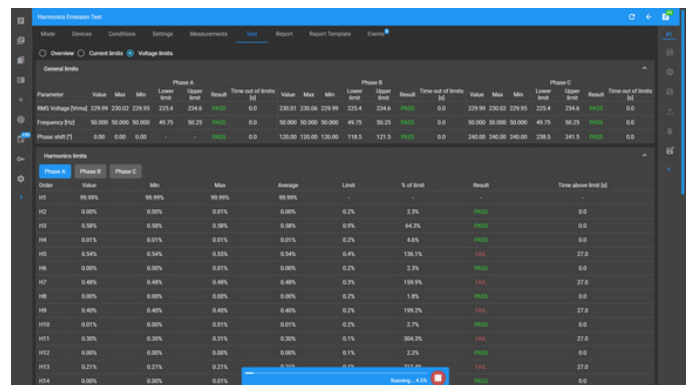 Harmonics Emission Test
Mode Devices Conditions Settings Measurements Test Report Report Template Events
Overview Current limits Voltage limits
General limits
Phase A Phase B Phase C
Parameter Value Max Min Lower limit Upper limit Result Time out of limits [s] Value Max Min Lower limit Upper limit Result Time out of limits [s] Value Max Min Lower limit Upper limit Result Time out of limits [s]
RMS Voltage [Vrms] 229.99 230.02 229.95 225.4 234.6 PASS 0.0 230.01 230.06 229.99 225.4 234.6 PASS 0.0 229.99 230.02 229.95 225.4 234.6 PASS 0.0
Frequency [Hz] 50.000 50.000 50.000 49.75 50.25 PASS 0.0 50.000 50.000 50.000 49.75 50.25 PASS 0.0 50.000 50.000 50.000 49.75 50.25 PASS 0.0
Phase shift [°] 0.00 0.00 0.00 - - PASS 0.0 120.00 120.00 120.00 118.5 121.5 PASS 0.0 240.00 240.00 240.00 238.5 241.5 PASS 0.0
Harmonics limits
Phase A Phase B Phase C
Order Value Min Max Average Limit % of limit Result Time above limit [s]
H1 99.99% 99.99% 99.99% 99.99% - - - -
H2 0.00% 0.00% 0.01% 0.00% 0.2% 2.3% PASS 0.0
H3 0.58% 0.58% 0.58% 0.58% 0.9% 64.3% PASS 0.0
H4 0.01% 0.01% 0.01% 0.01% 0.2% 4.6% PASS 0.0
H5 0.54% 0.54% 0.55% 0.54% 0.4% 136.1% FAIL 27.0
H6 0.00% 0.00% 0.01% 0.00% 0.2% 2.3% PASS 0.0
H7 0.48% 0.48% 0.48% 0.48% 0.3% 159.9% FAIL 27.0
H8 0.00% 0.00% 0.00% 0.00% 0.2% 1.8% PASS 0.0
H9 0.40% 0.40% 0.40% 0.40% 0.2% 199.2% FAIL 27.0
H10 0.01% 0.00% 0.01% 0.01% 0.2% 2.7% PASS 0.0
H11 0.30% 0.30% 0.31% 0.30% 0.1% 304.3% FAIL 27.0
H12 0.00% 0.00% 0.00% 0.00% 0.1% 2.2% PASS 0.0
H13 0.21% 0.21% 0.21% FAIL 27.0
H14 0.00% 0.00% 0.01% Running... 4.5% PASS 0.0